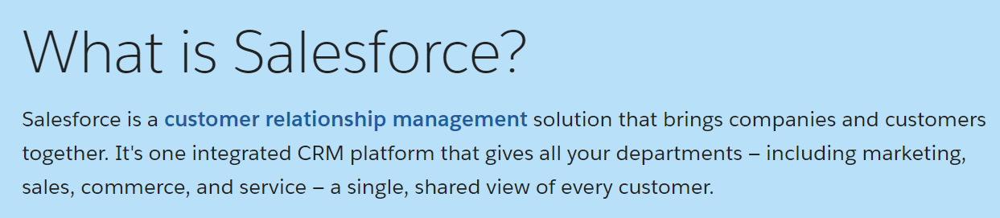 What is Salesforce?
Salesforce is a customer relationship management solution that brings companies and customers
together. It's one integrated CRM platform that gives all your departments – including marketing,
sales, commerce, and service – a single, shared view of every customer.